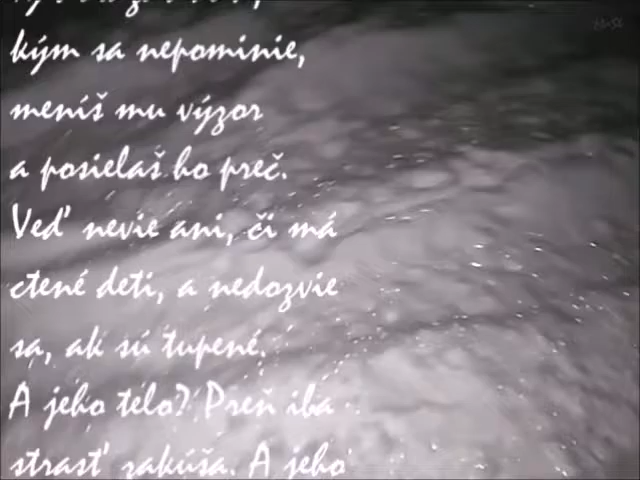 kým sa nepominie,
meníš mu výzor
a posielaš ho preč.
Veď nevie ani, či má
ctené deti, a nedozvie
sa, ak sú tupené.
A jeho telo? Preň iba
strasť zakúša. A jeho